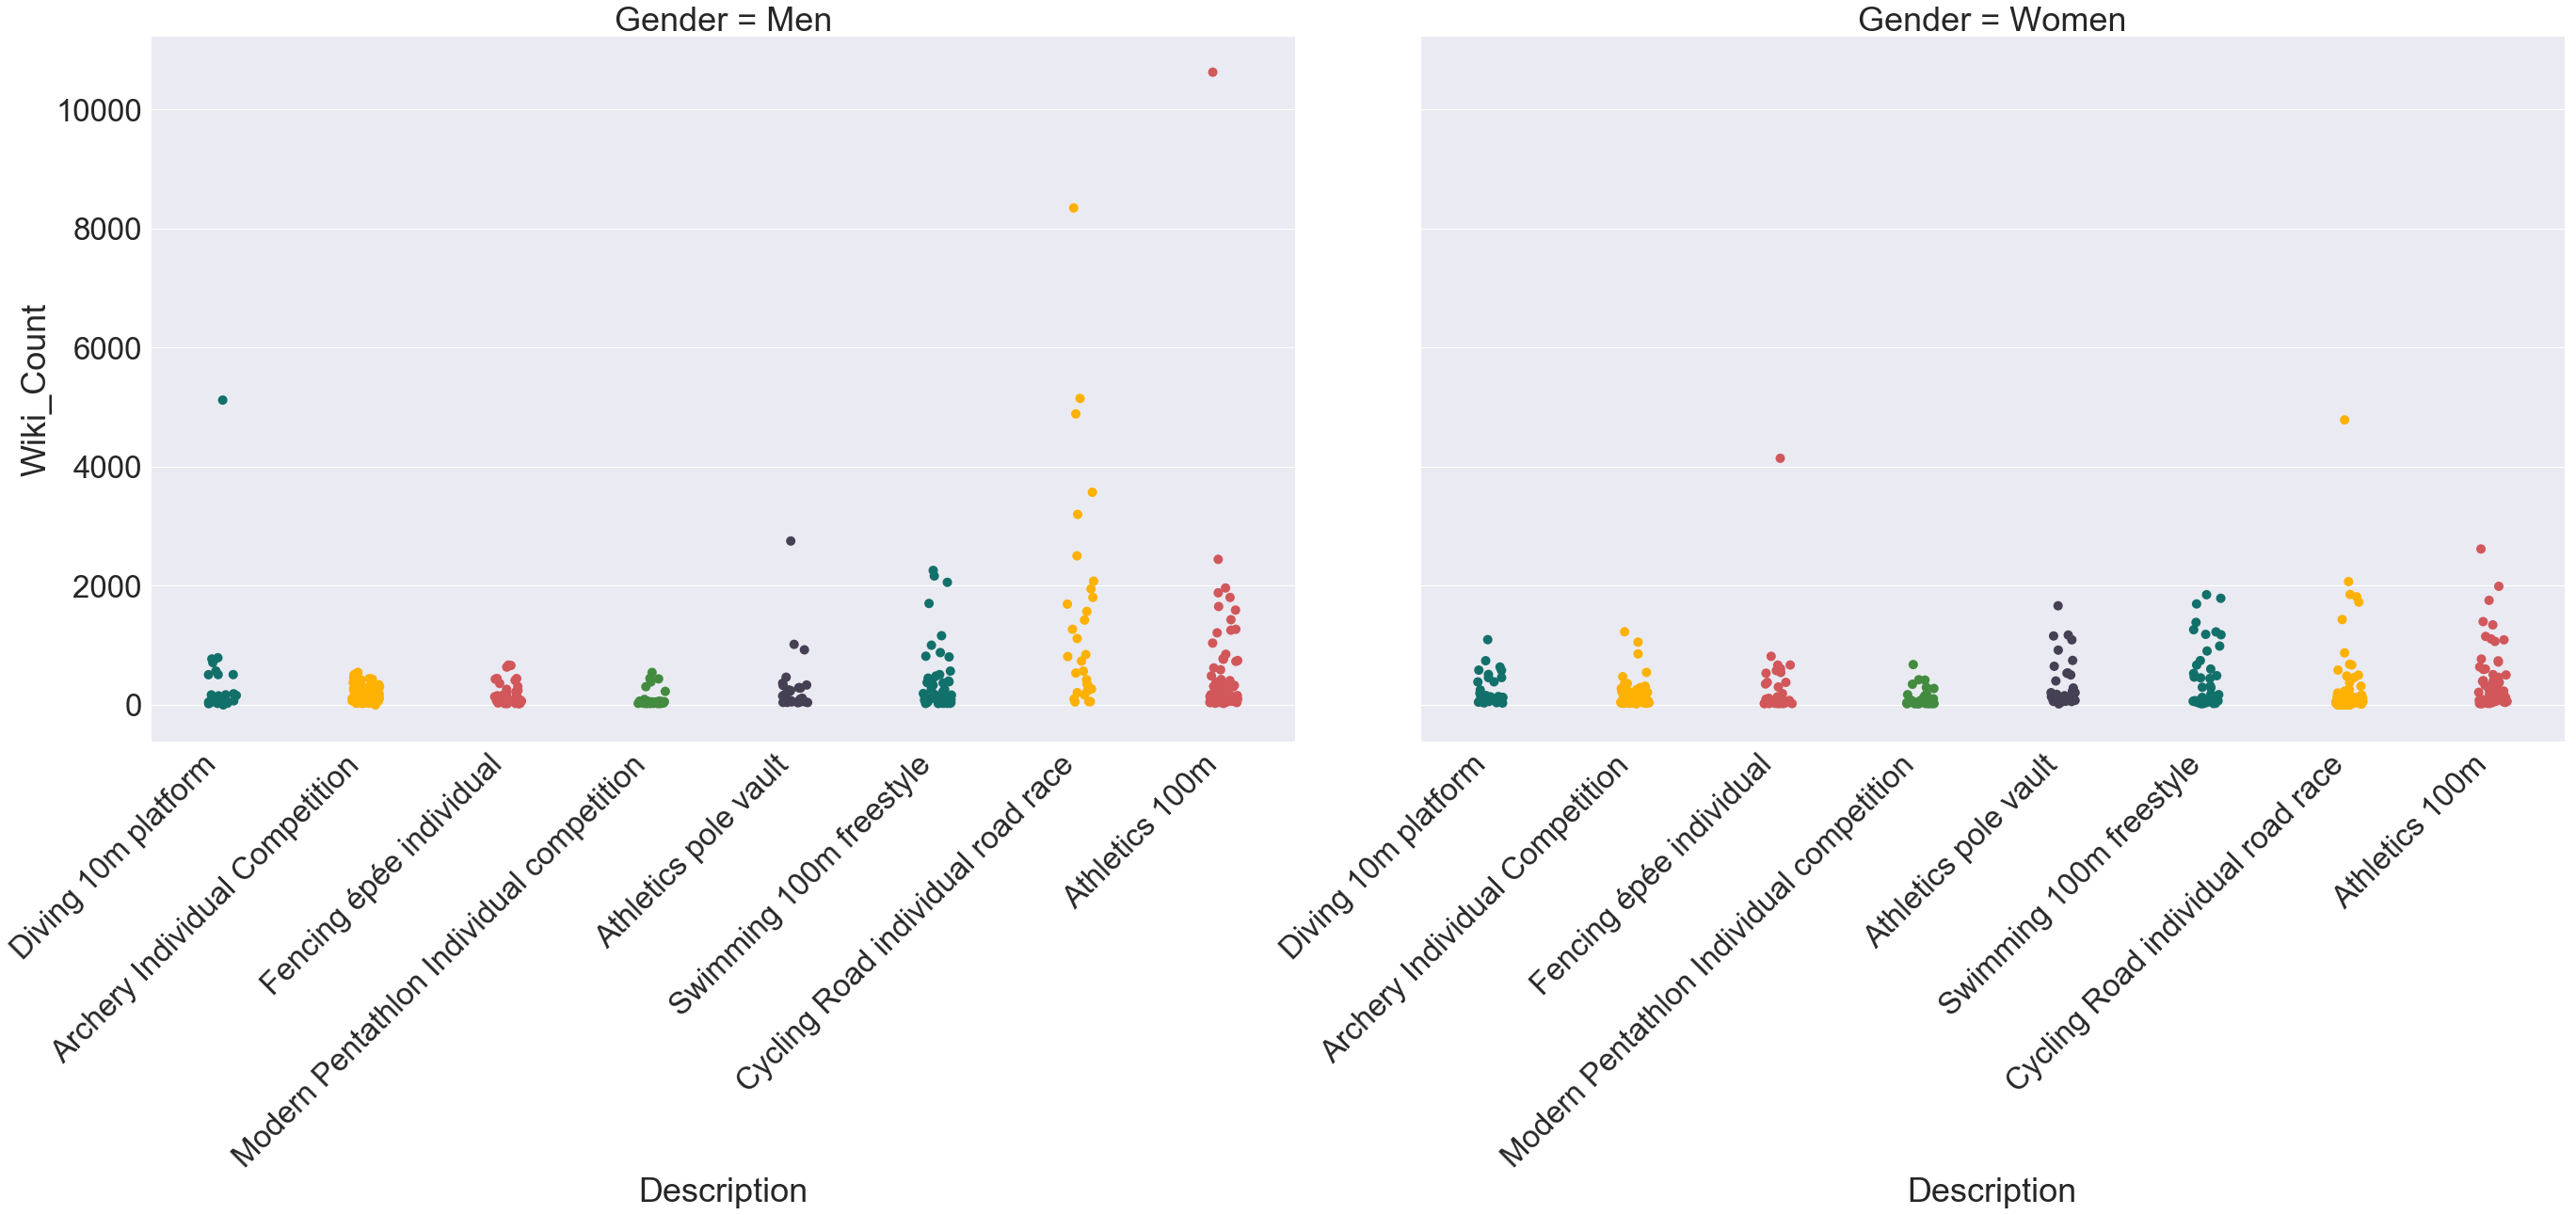 Gender = Men
Gender = Women
Wiki_Count
10000
8000
6000
4000
2000
0
Diving 10m platform
Archery Individual Competition
Fencing épée individual
Modern Pentathlon Individual competition
Athletics pole vault
Swimming 100m freestyle
Cycling Road individual road race
Athletics 100m
Description
Diving 10m platform
Archery Individual Competition
Fencing épée individual
Modern Pentathlon Individual competition
Athletics pole vault
Swimming 100m freestyle
Cycling Road individual road race
Athletics 100m
Description